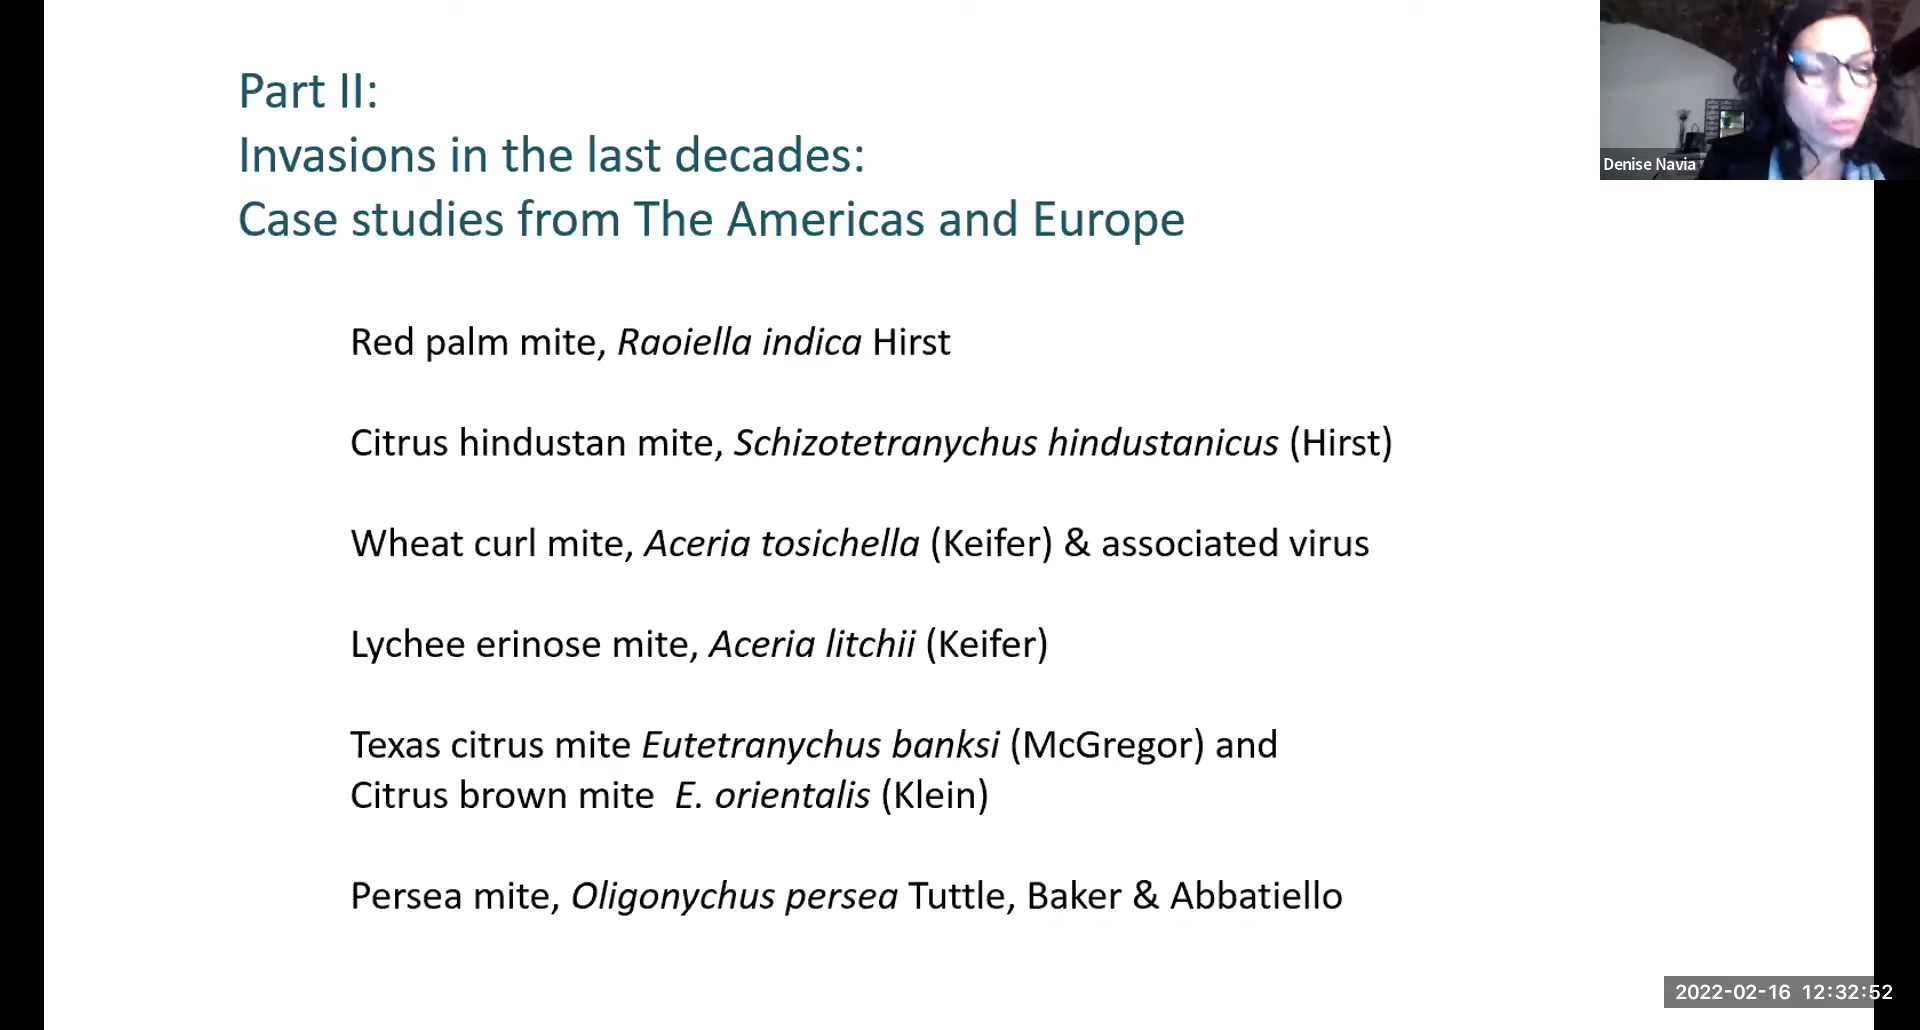 Part II:
Invasions in the last decades:
Case studies from The Americas and Europe
Denise Navia
Red palm mite, Raoiella indica Hirst
Citrus hindustan mite, Schizotetranychus hindustanicus (Hirst)
Wheat curl mite, Aceria tosichella (Keifer) & associated virus
Lychee erinose mite, Aceria litchii (Keifer)
Texas citrus mite Eutetranychus banksi (McGregor) and
Citrus brown mite E. orientalis (Klein)
Persea mite, Oligonychus persea Tuttle, Baker & Abbatiello
2022-02-16 12:32:52